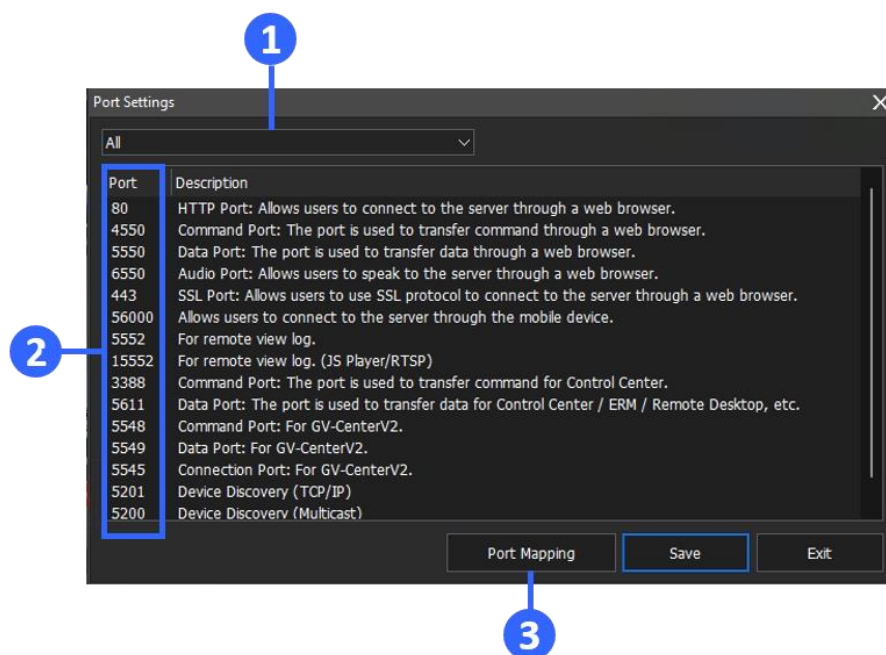 1
Port Settings
All
Port Description
80 HTTP Port: Allows users to connect to the server through a web browser.
4550 Command Port: The port is used to transfer command through a web browser.
5550 Data Port: The port is used to transfer data through a web browser.
6550 Audio Port: Allows users to speak to the server through a web browser.
443 SSL Port: Allows users to use SSL protocol to connect to the server through a web browser.
56000 Allows users to connect to the server through the mobile device.
5552 For remote view log.
15552 For remote view log. (JS Player/RTSP)
3388 Command Port: The port is used to transfer command for Control Center.
5611 Data Port: The port is used to transfer data for Control Center / ERM / Remote Desktop, etc.
5548 Command Port: For GV-CenterV2.
5549 Data Port: For GV-CenterV2.
5545 Connection Port: For GV-CenterV2.
5201 Device Discovery (TCP/IP)
5200 Device Discovery (Multicast)
2
Port Mapping Save Exit
3